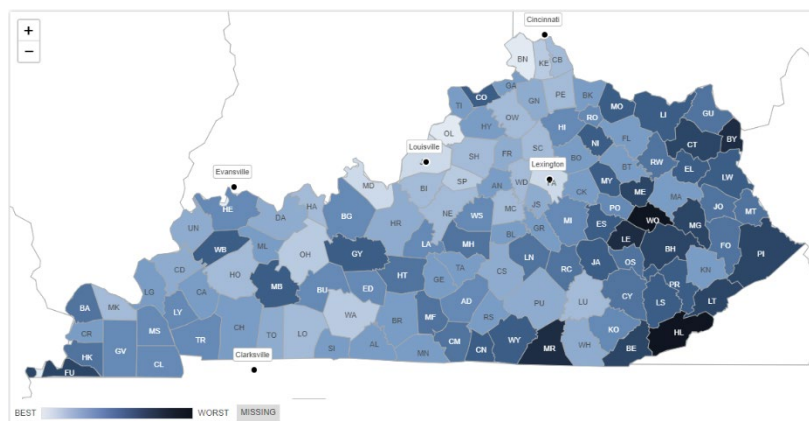 +
−
Cincinnati
BN KE CB
GA
CO
TI GN PE BK MO
OL HY OW RO LI GU
HI
NI CT BY
Louisville SH FR SC FL
Lexington BO RW EL
Evansville MD BI SP WD FA BT LW
AN MY ME MA
HE HA CK
DA BG NE MC JS PO WO JO MT
UN HR WS MI MG
GR ES LE
WB ML LA MH BL BH FO PI
OH GY
CD HO HT LN RC JA OS KN
GE TA
LG CA MB BU ED CS PR LT
BA MK AD CY LS
LY WA LU
CR MS CH TO LO BR MF RS PU KO HL
HK GV TR SI AL CM CN WY MR WH BE
FU CL MN
Clarksville
BEST WORST MISSING